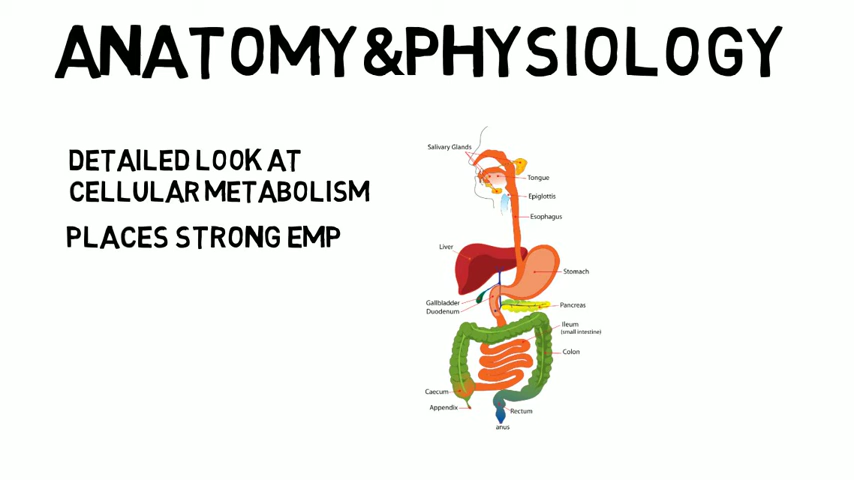 ANATOMY&PHYSIOLOGY
DETAILED LOOK AT
CELLULAR METABOLISM
PLACES STRONG EMP
Salivary Glands
Tongue
Epiglottis
Esophagus
Liver
Stomach
Gallbladder
Duodenum
Pancreas
Ileum
(small intestine)
Colon
Caecum
Appendix
Rectum
anus